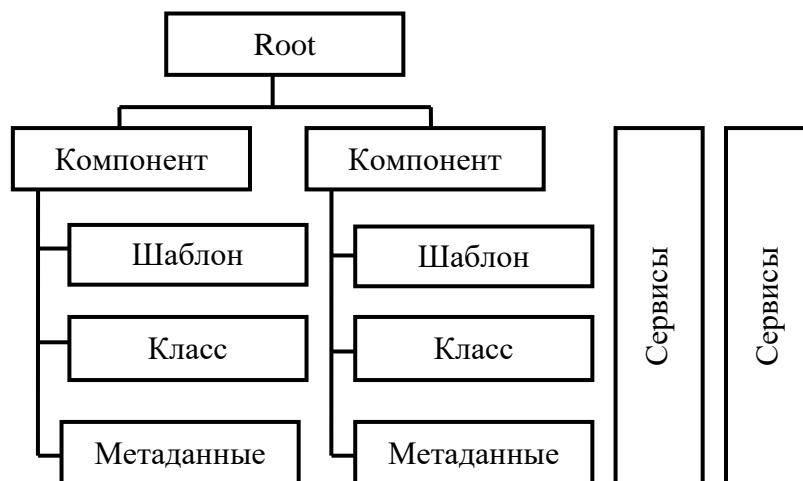 Root
Компонент
Компонент
Шаблон
Шаблон
Класс
Класс
Метаданные
Метаданные
Сервисы
Сервисы